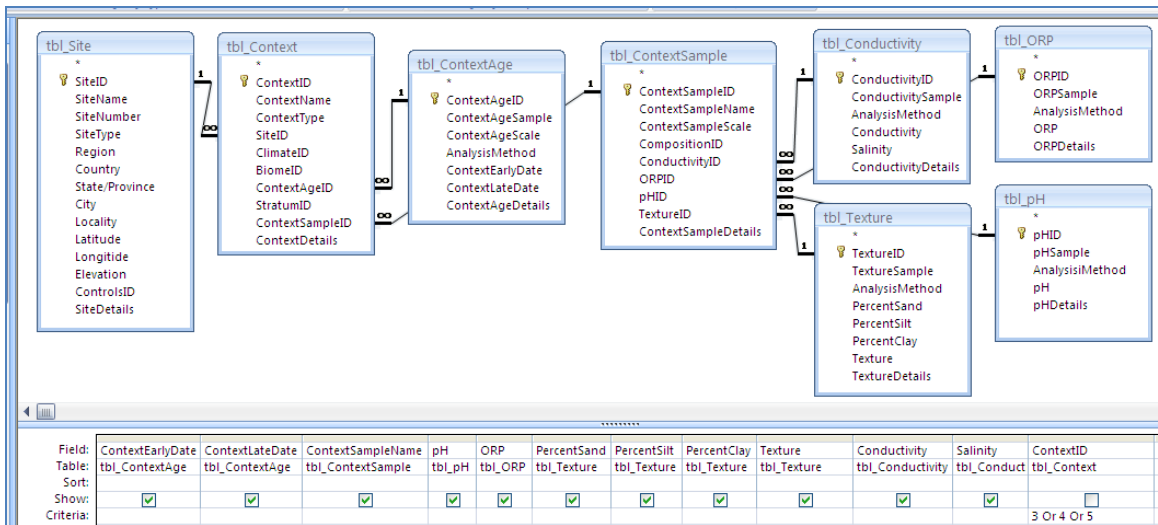 tbl_Site
*
SiteID
SiteName
SiteNumber
SiteType
Region
Country
State/Province
City
Locality
Latitude
Longitide
Elevation
ControlsID
SiteDetails
1
∞
tbl_Context
*
ContextID
ContextName
ContextType
SiteID
ClimateID
BiomeID
ContextAgeID
StratumID
ContextSampleID
ContextDetails
1
∞
∞
tbl_ContextAge
*
ContextAgeID
ContextAgeSample
ContextAgeScale
AnalysisMethod
ContextEarlyDate
ContextLateDate
ContextAgeDetails
1
tbl_ContextSample
*
ContextSampleID
ContextSampleName
ContextSampleScale
CompositionID
ConductivityID
ORPID
pHID
TextureID
ContextSampleDetails
∞
∞
∞
∞
1
1
tbl_Conductivity
*
ConductivityID
ConductivitySample
AnalysisMethod
Conductivity
Salinity
ConductivityDetails
1
tbl_ORP
*
ORPID
ORPSample
AnalysisMethod
ORP
ORPDetails
tbl_Texture
*
TextureID
TextureSample
AnalysisMethod
PercentSand
PercentSilt
PercentClay
Texture
TextureDetails
1
tbl_pH
*
pHID
pHSample
AnalysisiMethod
pH
pHDetails
Field: ContextEarlyDate ContextLateDate ContextSampleName pH ORP PercentSand PercentSilt PercentClay Texture Conductivity Salinity ContextID
Table: tbl_ContextAge tbl_ContextAge tbl_ContextSample tbl_pH tbl_ORP tbl_Texture tbl_Texture tbl_Texture tbl_Texture tbl_Conductivity tbl_Conduct tbl_Context
Sort:
Show:
Criteria: 3 Or 4 Or 5